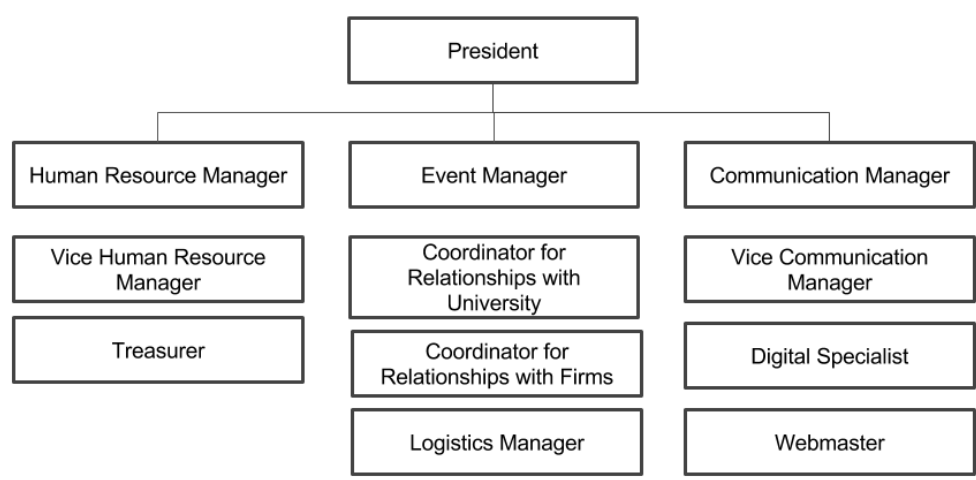 President
Human Resource Manager
Event Manager
Communication Manager
Vice Human Resource
Manager
Coordinator for
Relationships with
University
Vice Communication
Manager
Treasurer
Coordinator for
Relationships with Firms
Digital Specialist
Logistics Manager
Webmaster